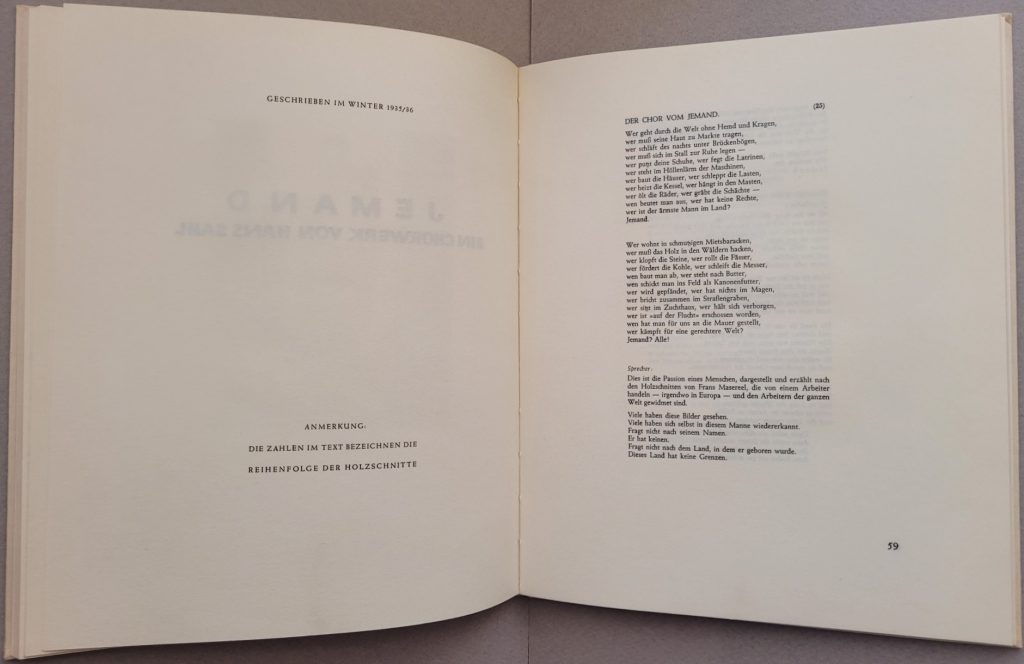 GESCHRIEBEN IM WINTER 1935/36
JEMAND
EIN CHORWERK VON HANS SAHL
ANMERKUNG:
DIE ZAHLEN IM TEXT BEZEICHNEN DIE
REIHENFOLGE DER HOLZSCHNITTE
(25)
DER CHOR VOM JEMAND.
Wer geht durch die Welt ohne Hemd und Kragen,
wer muß seine Haut zu Markte tragen,
wer schläft des nachts unter Brückenbögen,
wer muß sich im Stall zur Ruhe legen —
wer putzt deine Schuhe, wer fegt die Latrinen,
wer steht im Höllenlärm der Maschinen,
wer baut die Häuser, wer schleppt die Lasten,
wer heizt die Kessel, wer hängt in den Masten,
wer ölt die Räder, wer gräbt die Schächte —
wen beutet man aus, wer hat keine Rechte,
wer ist der ärmste Mann im Land?
Jemand.
Wer wohnt in schmutzigen Mietsbaracken,
wer muß das Holz in den Wäldern hacken,
wer klopft die Steine, wer rollt die Fässer,
wer fördert die Kohle, wer schleift die Messer,
wen baut man ab, wer steht nach Butter,
wen schickt man ins Feld als Kanonenfutter,
wer wird gepfändet, wer hat nichts im Magen,
wer bricht zusammen im Straßengraben,
wer sitzt im Zuchthaus, wer hält sich verborgen,
wer ist «auf der Flucht» erschossen worden,
wen hat man für uns an die Mauer gestellt,
wer kämpft für eine gerechtere Welt?
Jemand? Alle!
Sprecher:
Dies ist die Passion eines Menschen, dargestellt und erzählt nach
den Holzschnitten von Frans Masereel, die von einem Arbeiter
handeln — irgendwo in Europa — und den Arbeitern der ganzen
Welt gewidmet sind.
Viele haben diese Bilder gesehen.
Viele haben sich selbst in diesem Manne wiedererkannt.
Fragt nicht nach seinem Namen.
Er hat keinen.
Fragt nicht nach dem Land, in dem er geboren wurde.
Dieses Land hat keine Grenzen.
59